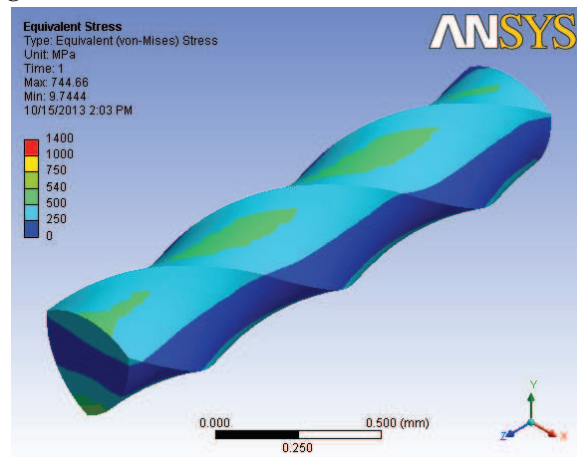 Equivalent Stress
Type: Equivalent (von-Mises) Stress
Unit: MPa
Time: 1
Max: 744.66
Min: 9.7444
10/15/2013 2:03 PM
ANSYS
1400
1000
750
540
500
250
0
0.000 0.500 (mm)
0.250
Y
Z X